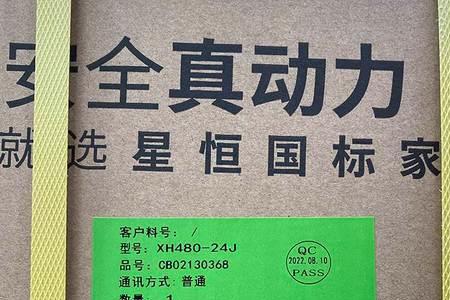 安全真动力
就选 星恒国标家
客户料号: /
型号: XH480-24J
品号: CB02130368
通讯方式: 普通
数量: 1
QC
2022.08.10
PASS